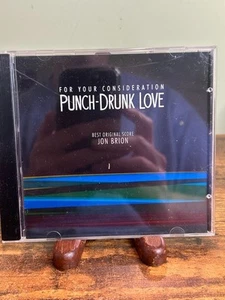 FOR YOUR CONSIDERATION
PUNCH-DRUNK LOVE
BEST ORIGINAL SCORE
JON BRION